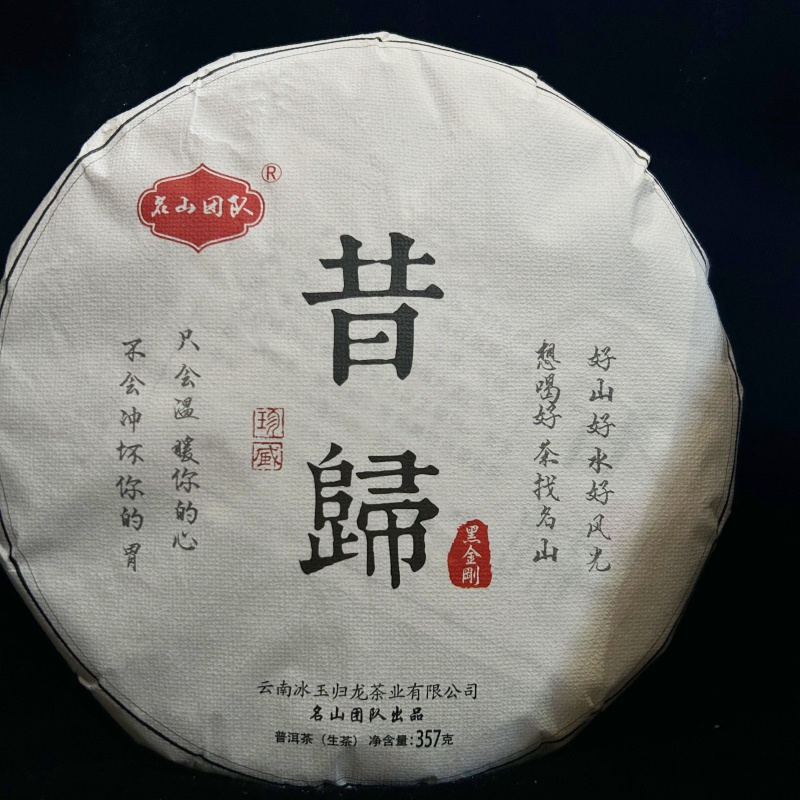 名山团队
®
昔歸
珍藏
黑金剛
好山好水好风光
想喝好茶找名山
只会温暖你的心
不会冲坏你的胃
云南冰玉归龙茶业有限公司
名山团队出品
普洱茶（生茶） 净含量:357克